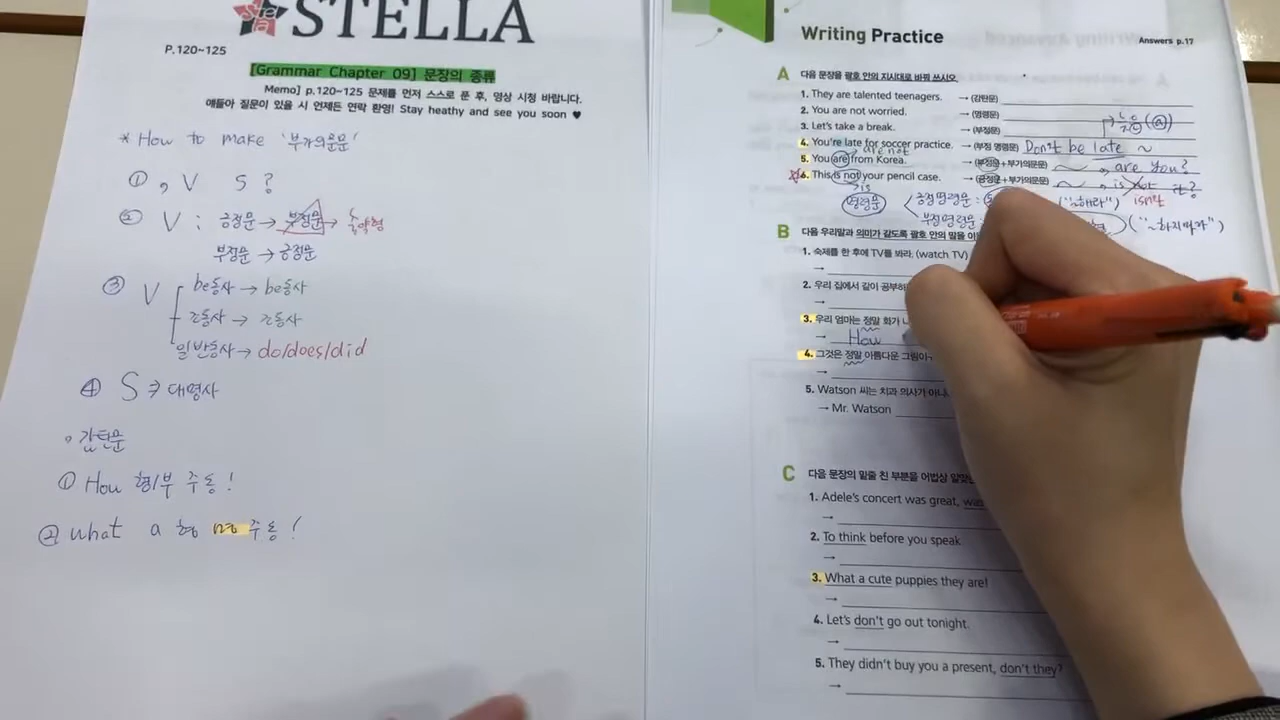 STELLA
P.120~125
[Grammar Chapter 09] 문장의 종류
Memo] p.120~125 문제를 먼저 스스로 푼 후, 영상 시청 바랍니다.
얘들아 질문이 있을 시 언제든 연락 환영! Stay heathy and see you soon ♥
* How to make '부가의문문'
① , V S ?
② V : 긍정문 → 부정문 → 축약형
부정문 → 긍정문
③ V be동사 → be동사
조동사 → 조동사
일반동사 → do/does/did
④ S ⇒ 대명사
◦ 감탄문
① How 형/부 주동!
② what a 형 명 주동!
Writing Practice
Answers p.17
A 다음 문장을 괄호 안의 지시대로 바꿔 쓰시오.
1. They are talented teenagers. → (감탄문)
2. You are not worried. → (명령문)
3. Let's take a break. → (부정문)
4. You're late for soccer practice. → (부정 명령문) Don't be late ~
are not
5. You are from Korea. → (부정문+부가의문문) ~ , are you?
6. This is not your pencil case. → (긍정문+부가의문문) ~ , is not it?
is
isn't
명령문 긍정명령문 : ("~해라")
부정명령문 : ("~하지마라")
B 다음 우리말과 의미가 같도록 괄호 안의 말을
1. 숙제를 한 후에 TV를 봐라. (watch TV)
→
2. 우리 집에서 같이 공부하
→
3. 우리 엄마는 정말 화가
→ How
4. 그것은 정말 아름다운 그림이
→
5. Watson 씨는 치과 의사가 아니
→ Mr. Watson
C 다음 문장의 밑줄 친 부분을 어법상 알맞
1. Adele's concert was great, was
→
2. To think before you speak.
→
3. What a cute puppies they are!
→
4. Let's don't go out tonight.
→
5. They didn't buy you a present, don't they?
→